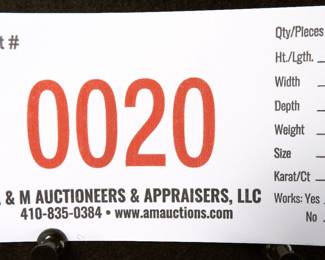 t #
0020
& M AUCTIONEERS & APPRAISERS, LLC
410-835-0384 • www.amauctions.com
Qty/Pieces
Ht./Lgth.
Width
Depth
Weight
Size
Karat/Ct
Works: Yes
No